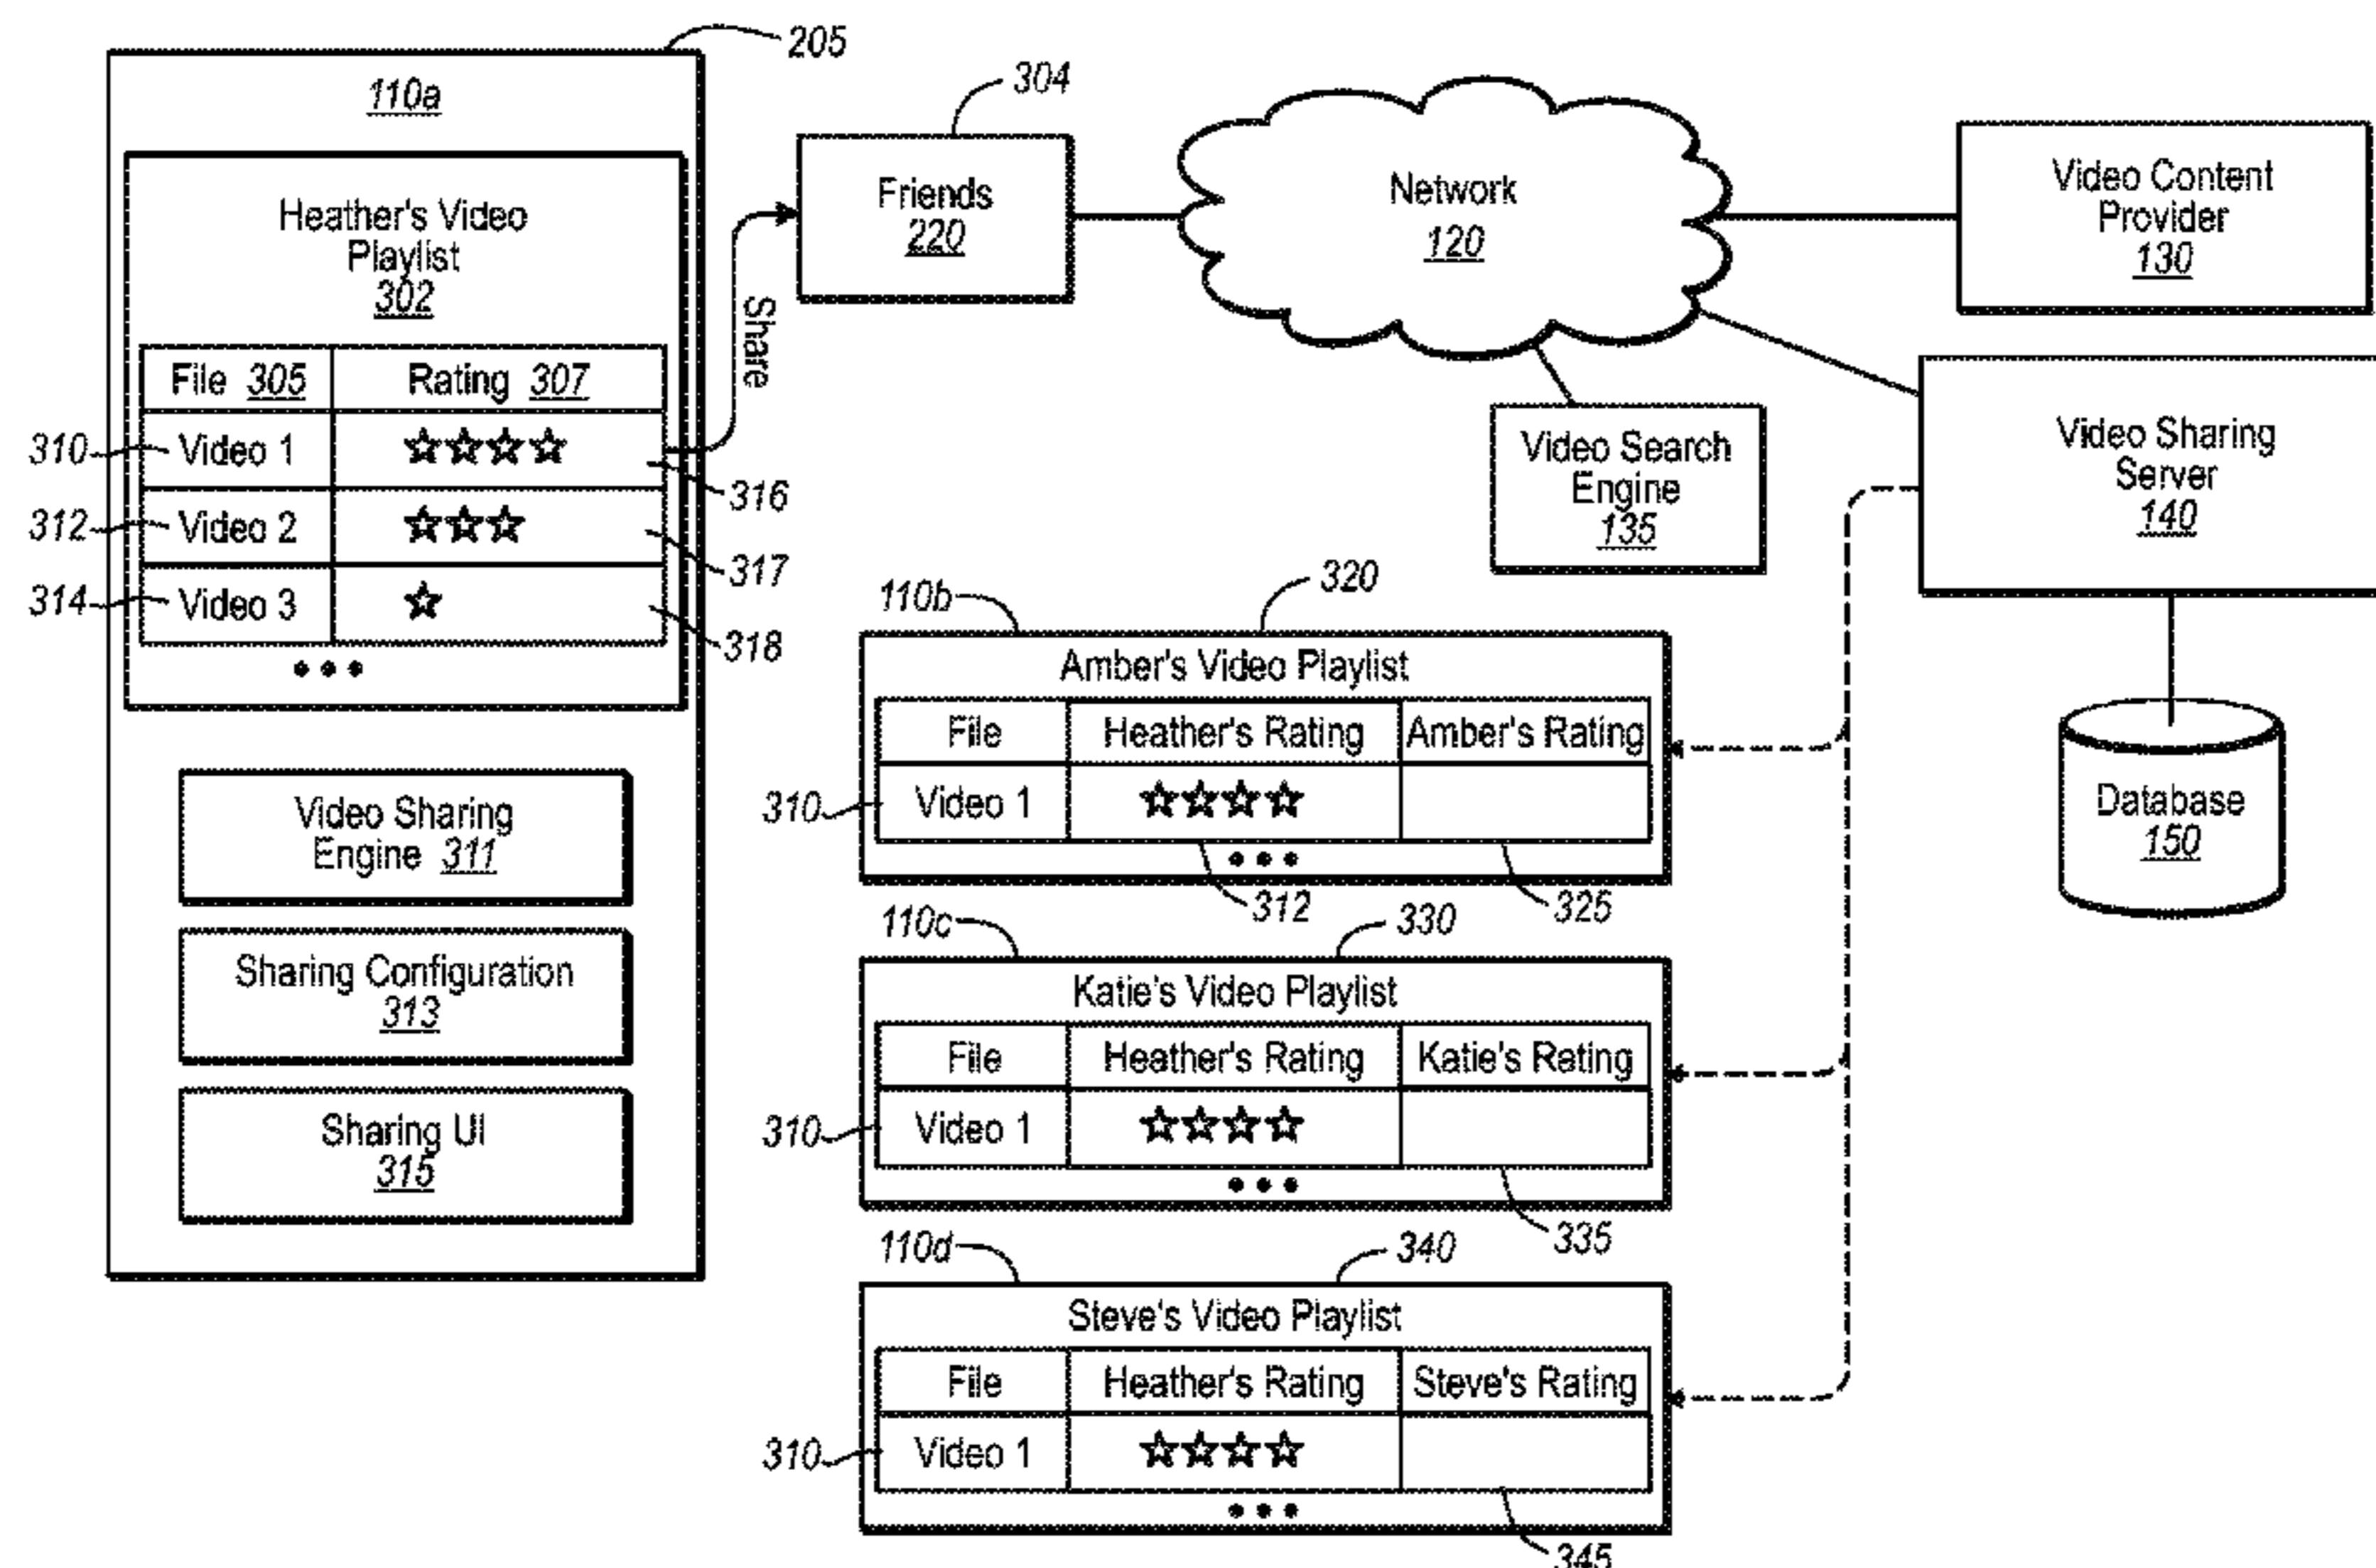 205
110a
Heather's Video
Playlist
302
File 305 Rating 307
310 Video 1 316
312 Video 2 317
314 Video 3 318
Video Sharing
Engine 311
Sharing Configuration
313
Sharing UI
315
Share
304
Friends
220
Network
120
Video Content
Provider
130
Video Search
Engine
135
Video Sharing
Server
140
Database
150
110b 320
Amber's Video Playlist
File Heather's Rating Amber's Rating
310 Video 1
312 325
110c 330
Katie's Video Playlist
File Heather's Rating Katie's Rating
310 Video 1
335
110d 340
Steve's Video Playlist
File Heather's Rating Steve's Rating
310 Video 1
345